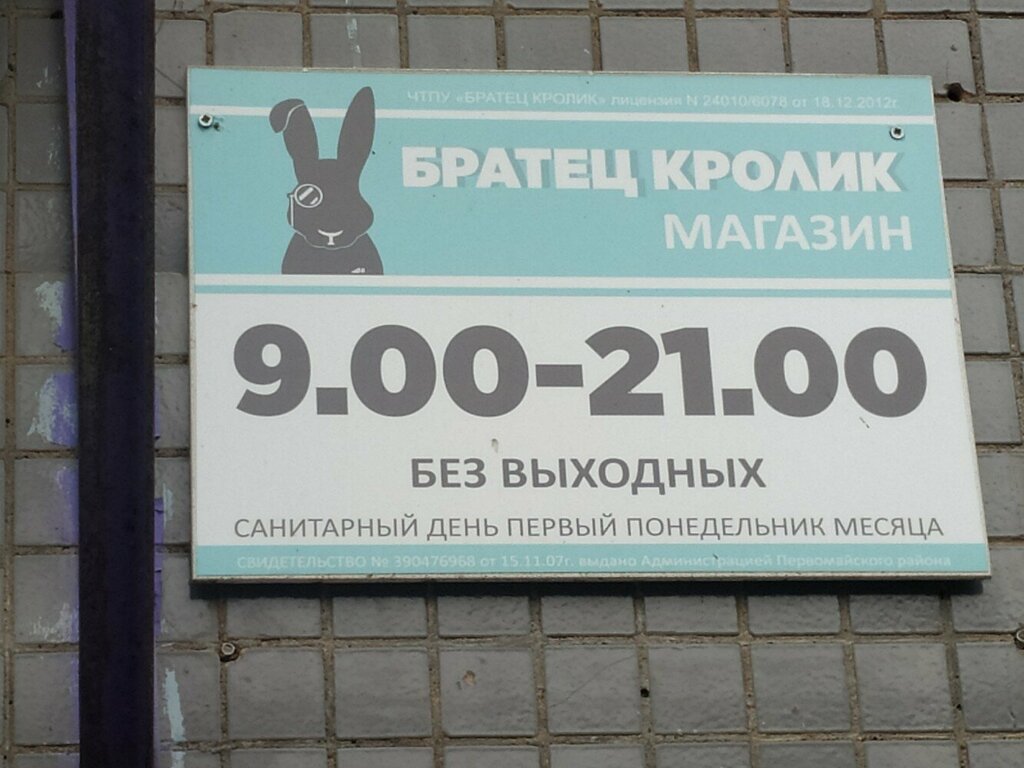 ЧТПУ «БРАТЕЦ КРОЛИК» лицензия N 24010/6078 от 18.12.2012г.
БРАТЕЦ КРОЛИК
МАГАЗИН
9.00-21.00
БЕЗ ВЫХОДНЫХ
САНИТАРНЫЙ ДЕНЬ ПЕРВЫЙ ПОНЕДЕЛЬНИК МЕСЯЦА
СВИДЕТЕЛЬСТВО № 390476968 от 15.11.07г. выдано Администрацией Первомайского района